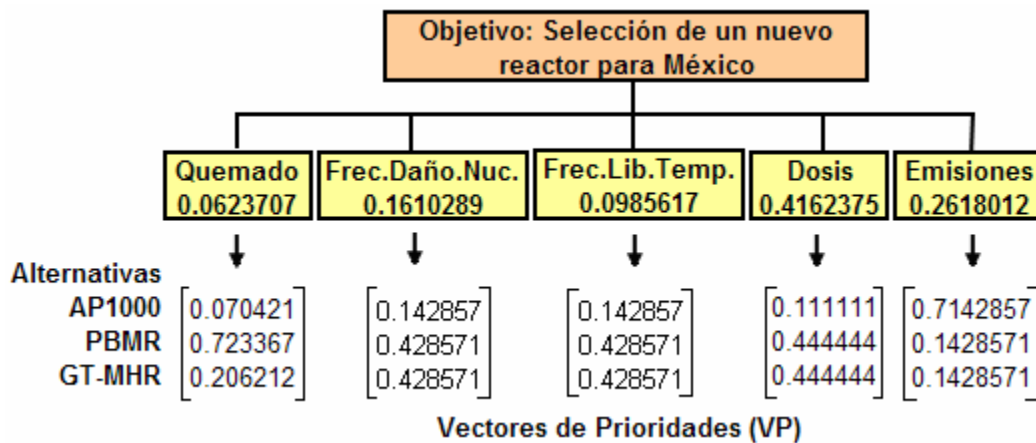 Objetivo: Selección de un nuevo
reactor para México
Quemado Frec.Daño.Nuc. Frec.Lib.Temp. Dosis Emisiones
0.0623707 0.1610289 0.0985617 0.4162375 0.2618012
Alternativas
AP1000 0.070421 0.142857 0.142857 0.111111 0.7142857
PBMR 0.723367 0.428571 0.428571 0.444444 0.1428571
GT-MHR 0.206212 0.428571 0.428571 0.444444 0.1428571
Vectores de Prioridades (VP)